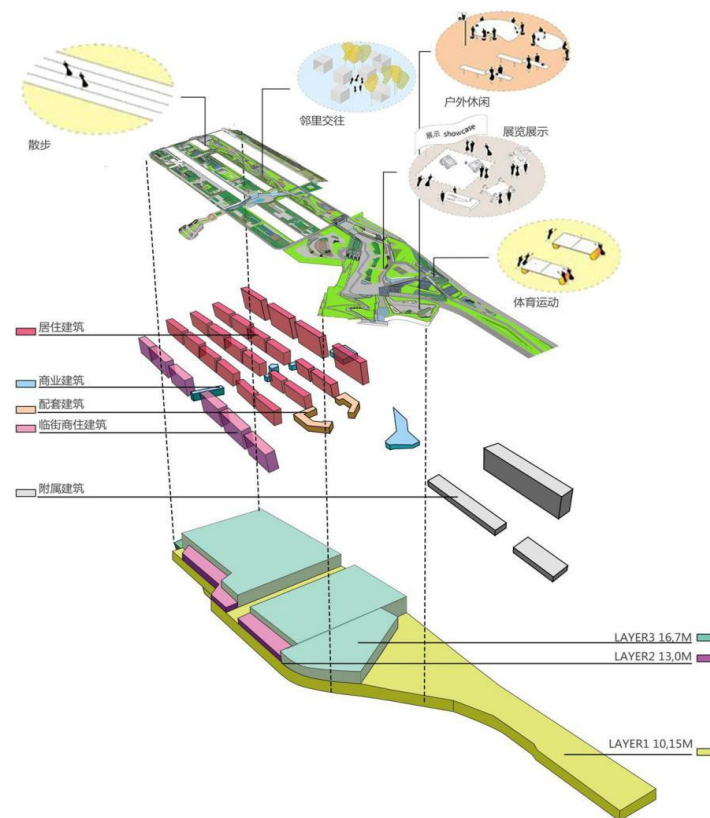 户外休闲
邻里交往
展示 showcase
展览展示
散步
体育运动
居住建筑
商业建筑
配套建筑
临街商住建筑
附属建筑
LAYER3 16,7M
LAYER2 13,0M
LAYER1 10,15M